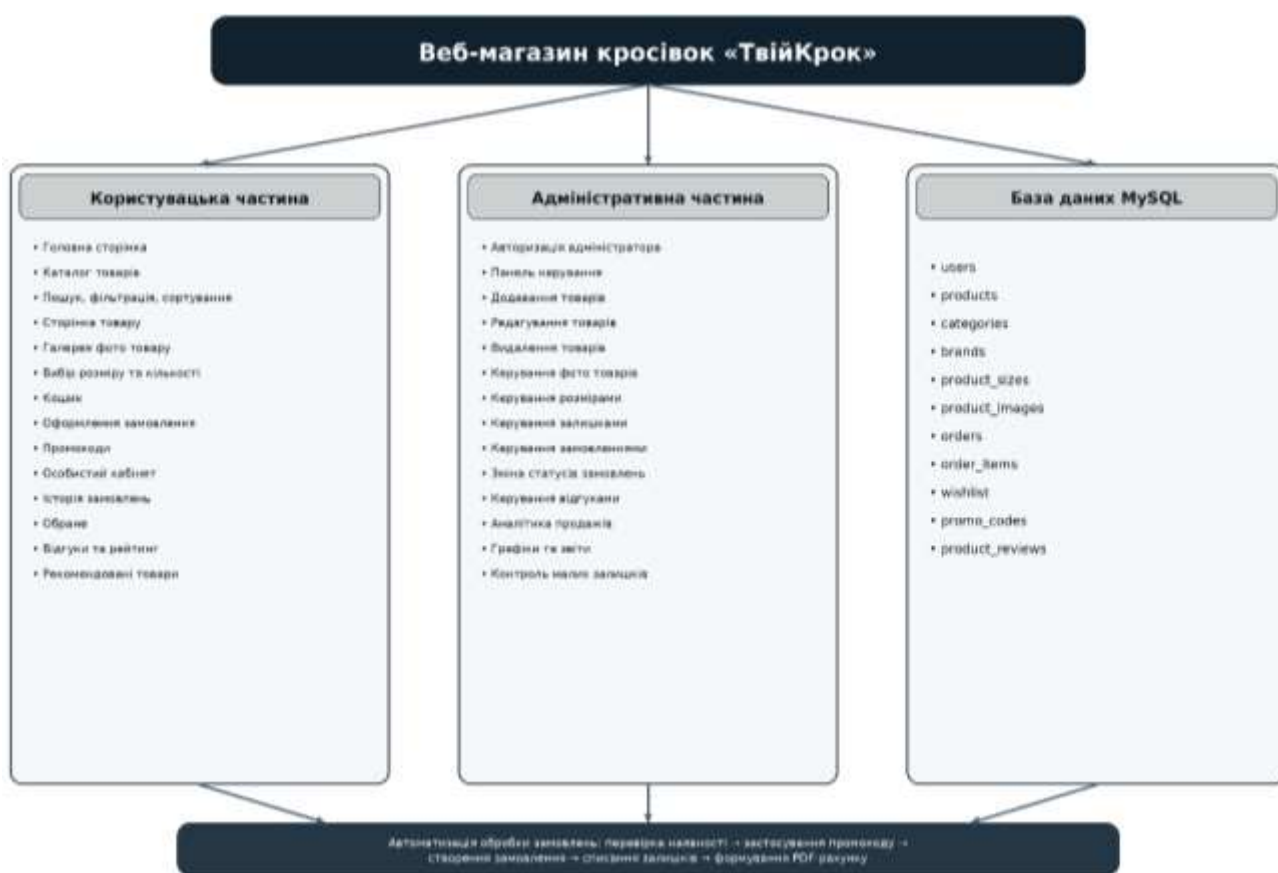 Веб-магазин кросівок «ТвійКрок»
Користувацька частина
• Головна сторінка
• Каталог товарів
• Пошук, фільтрація, сортування
• Сторінка товару
• Галерея фото товару
• Вибір розміру та кількості
• Кошик
• Оформлення замовлення
• Промокоди
• Особистий кабінет
• Історія замовлень
• Обране
• Відгуки та рейтинг
• Рекомендовані товари
Адміністративна частина
• Авторизація адміністратора
• Панель керування
• Додавання товарів
• Редагування товарів
• Видалення товарів
• Керування фото товарів
• Керування розмірами
• Керування залишками
• Керування замовленнями
• Зміна статусів замовлень
• Керування відгуками
• Аналітика продажів
• Графіки та звіти
• Контроль малих залишків
База даних MySQL
• users
• products
• categories
• brands
• product_sizes
• product_images
• orders
• order_items
• wishlist
• promo_codes
• product_reviews
Автоматизація обробки замовлень: перевірка наявності → застосування промокоду →
створення замовлення → списання залишків → формування PDF-рахунку